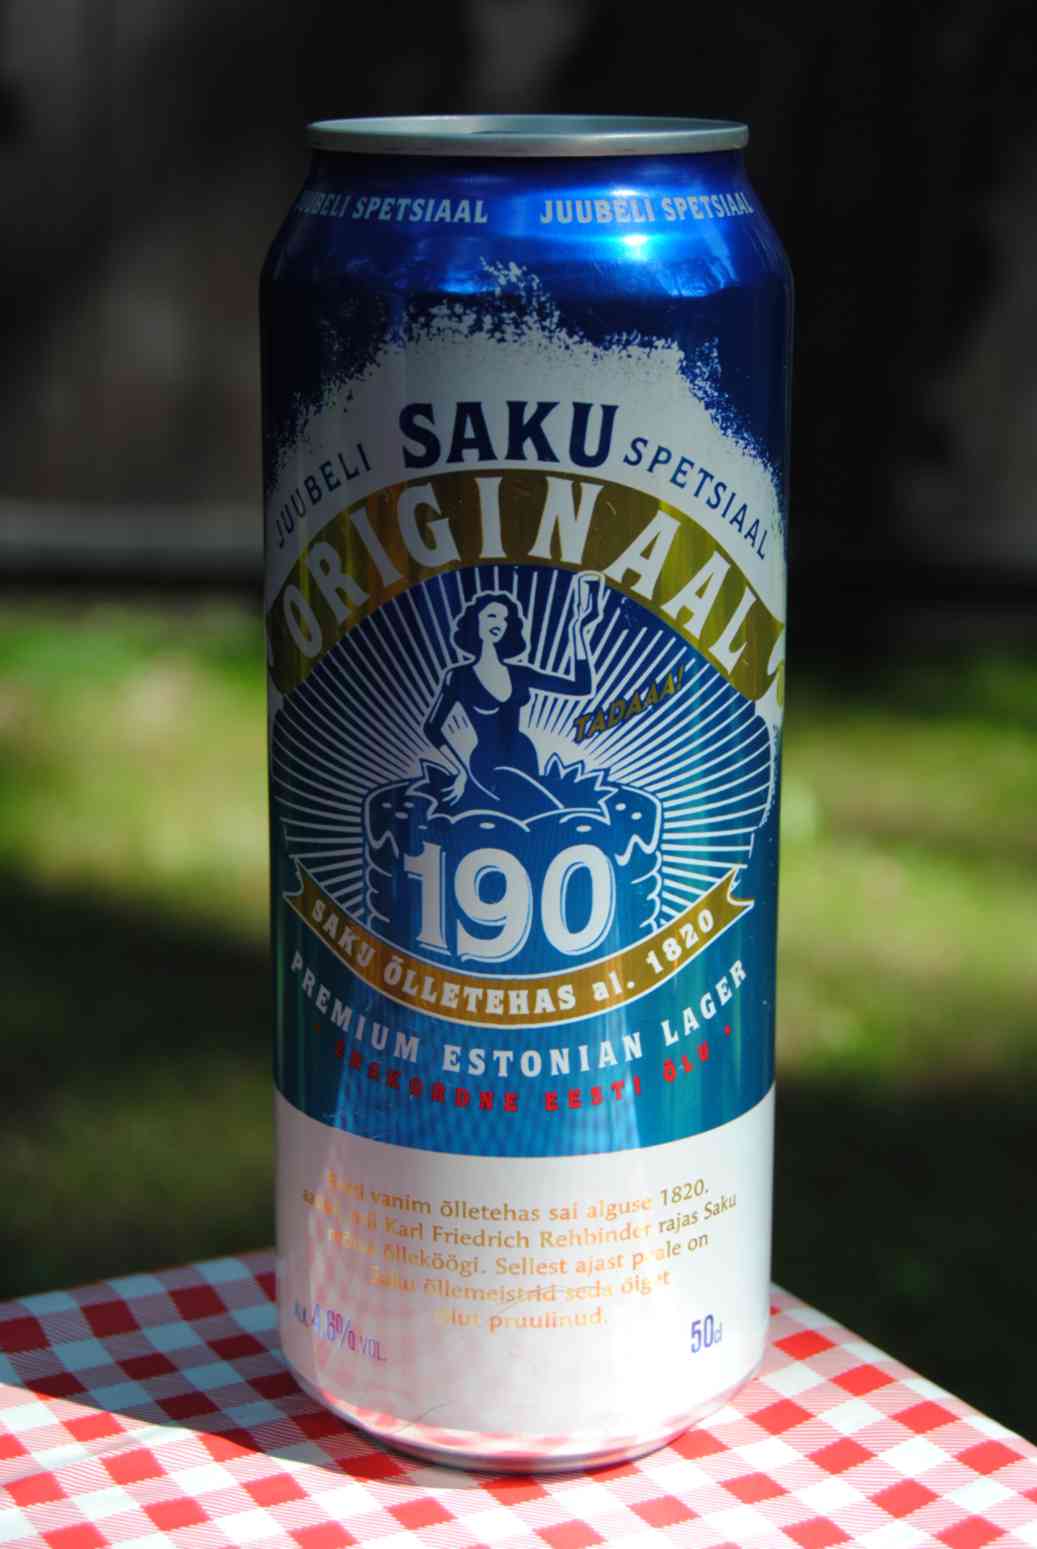 JUUBELI SPETSIAAL JUUBELI SPETSIAAL
JUUBELI SAKU SPETSIAAL
ORIGINAAL
TADAAA!
190
SAKU ÕLLETEHAS al. 1820
PREMIUM ESTONIAN LAGER
EESTI ÕLU
vanim õlletehas sai alguse 1820.
Karl Friedrich Rehbinder rajas Saku
õlleköögi. Sellest ajast peale on
Saku õllemeistrid seda õiget
õlut pruulinud.
ALK. 4,6% VOL.
50cl